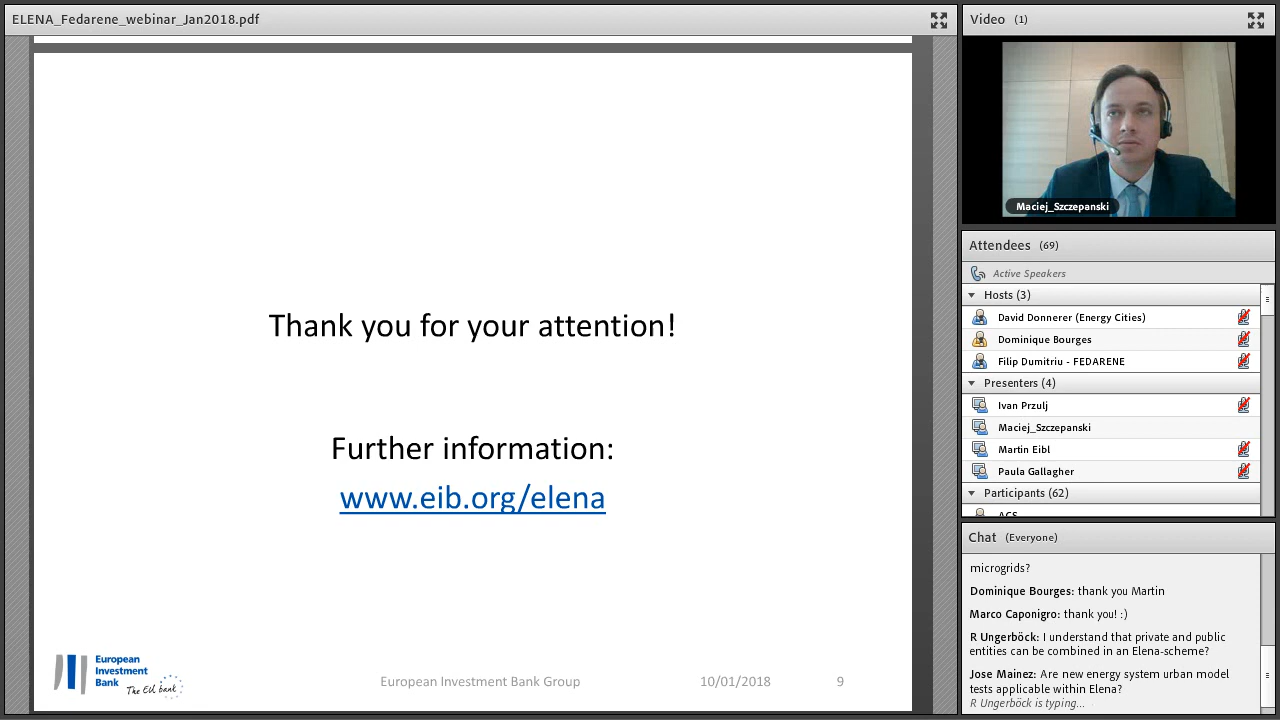 ELENA_Fedarene_webinar_Jan2018.pdf
Thank you for your attention!
Further information:
www.eib.org/elena
European
Investment
Bank
The EU bank
European Investment Bank Group
10/01/2018
9
Video (1)
Maciej_Szczepanski
Attendees (69)
Active Speakers
Hosts (3)
David Donnerer (Energy Cities)
Dominique Bourges
Filip Dumitriu - FEDARENE
Presenters (4)
Ivan Przulj
Maciej_Szczepanski
Martin Eibl
Paula Gallagher
Participants (62)
ACS
Chat (Everyone)
microgrids?
Dominique Bourges: thank you Martin
Marco Caponigro: thank you! :)
R Ungerböck: I understand that private and public
entities can be combined in an Elena-scheme?
Jose Mainez: Are new energy system urban model
tests applicable within Elena?
R Ungerböck is typing...